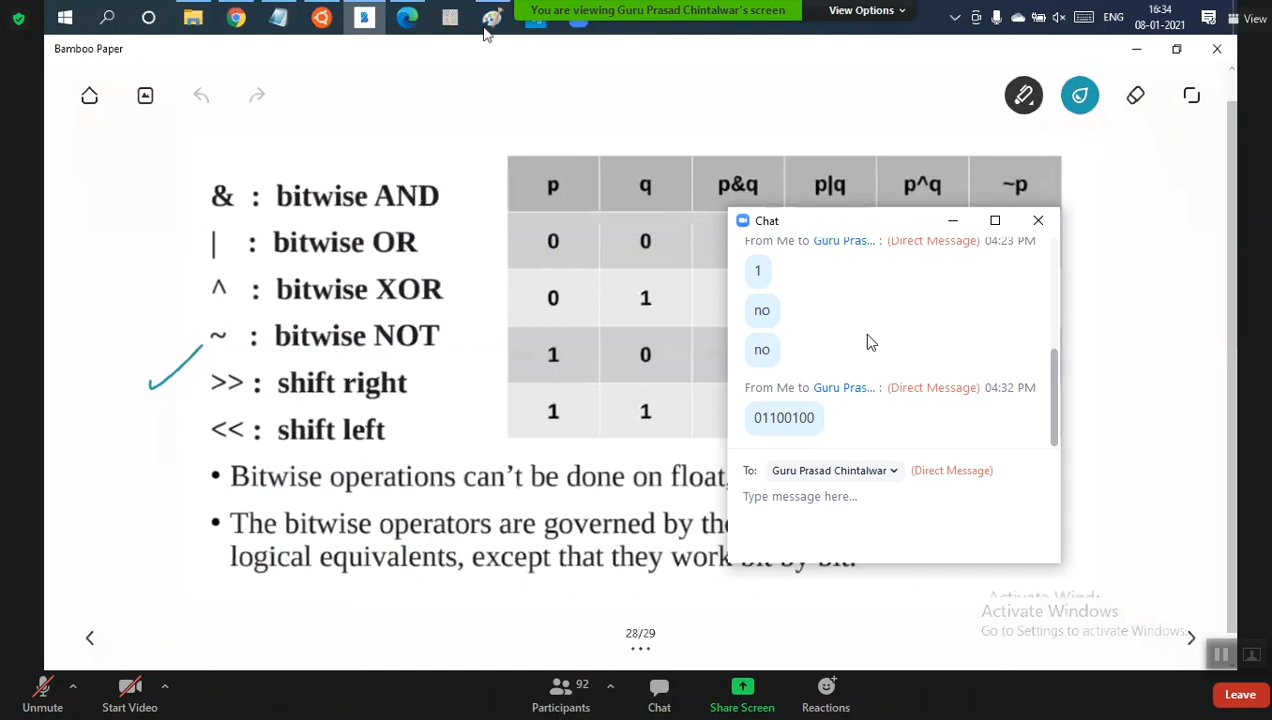 You are viewing Guru Prasad Chintalwar's screen
View Options
ENG
16:34
08-01-2021
View
Bamboo Paper
& : bitwise AND
| : bitwise OR
^ : bitwise XOR
~ : bitwise NOT
>> : shift right
<< : shift left
p q p&q p|q p^q ~p
0 0
0 1
1 0
1 1
• Bitwise operations can't be done on float,
• The bitwise operators are governed by the
logical equivalents, except that they work bit by bit.
Chat
From Me to Guru Pras... : (Direct Message) 04:23 PM
1
no
no
From Me to Guru Pras... : (Direct Message) 04:32 PM
01100100
To: Guru Prasad Chintalwar (Direct Message)
Type message here...
Activate Windows
Activate Windows
Go to Settings to activate Windows.
28/29
Unmute
Start Video
92
Participants
Chat
Share Screen
Reactions
Leave